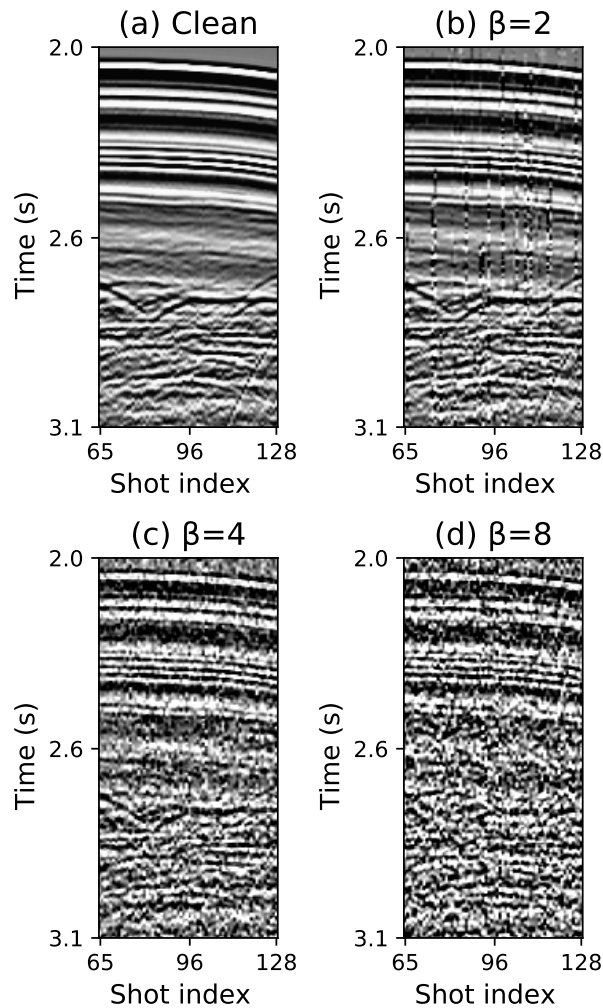 (a) Clean
(b) β=2
2.0
2.0
Time (s)
Time (s)
2.6
2.6
3.1
3.1
65 96 128
65 96 128
Shot index
Shot index
(c) β=4
(d) β=8
2.0
2.0
Time (s)
Time (s)
2.6
2.6
3.1
3.1
65 96 128
65 96 128
Shot index
Shot index